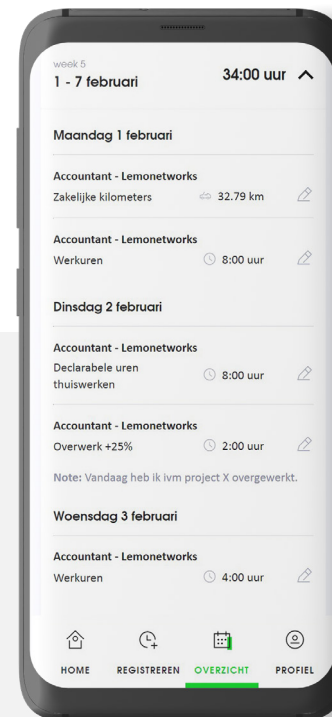 week 5
1 - 7 februari 34:00 uur
Maandag 1 februari
Accountant - Lemonetworks
Zakelijke kilometers 32.79 km
Accountant - Lemonetworks
Werkuren 8:00 uur
Dinsdag 2 februari
Accountant - Lemonetworks
Declarabele uren
thuiswerken 8:00 uur
Accountant - Lemonetworks
Overwerk +25% 2:00 uur
Note: Vandaag heb ik ivm project X overgewerkt.
Woensdag 3 februari
Accountant - Lemonetworks
Werkuren 4:00 uur
HOME REGISTREREN OVERZICHT PROFIEL